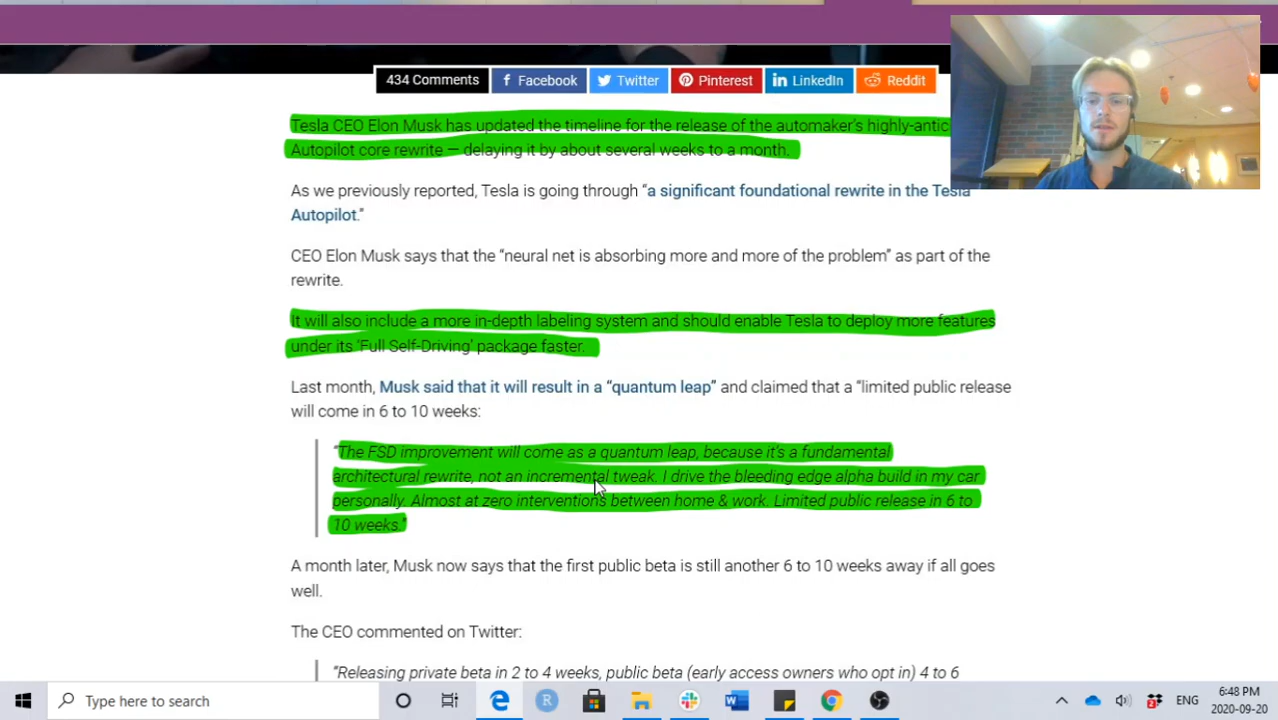 434 Comments
Facebook
Twitter
Pinterest
LinkedIn
Reddit
Tesla CEO Elon Musk has updated the timeline for the release of the automaker's highly-antic
Autopilot core rewrite — delaying it by about several weeks to a month.
As we previously reported, Tesla is going through “a significant foundational rewrite in the Tesla
Autopilot.”
CEO Elon Musk says that the “neural net is absorbing more and more of the problem” as part of the
rewrite.
It will also include a more in-depth labeling system and should enable Tesla to deploy more features
under its ‘Full Self-Driving’ package faster.
Last month, Musk said that it will result in a “quantum leap” and claimed that a “limited public release
will come in 6 to 10 weeks:
“The FSD improvement will come as a quantum leap, because it's a fundamental
architectural rewrite, not an incremental tweak. I drive the bleeding edge alpha build in my car
personally. Almost at zero interventions between home & work. Limited public release in 6 to
10 weeks.”
A month later, Musk now says that the first public beta is still another 6 to 10 weeks away if all goes
well.
The CEO commented on Twitter:
“Releasing private beta in 2 to 4 weeks, public beta (early access owners who opt in) 4 to 6
Type here to search
ENG
6:48 PM
2020-09-20